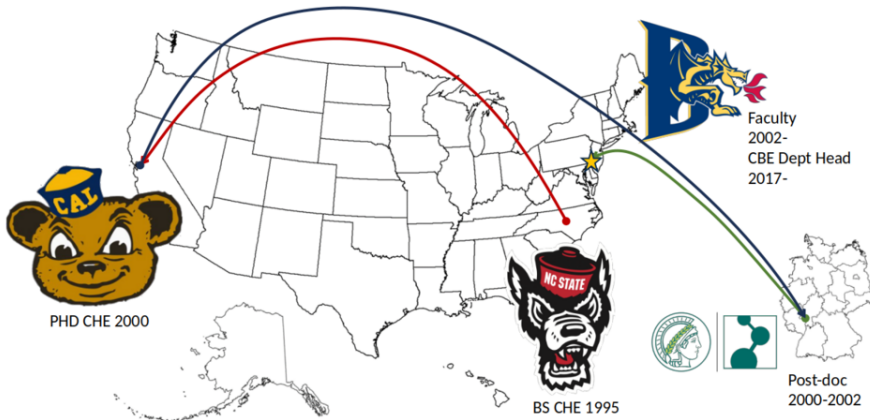 Faculty
2002-
CBE Dept Head
2017-
CAL
PHD CHE 2000
NC STATE
BS CHE 1995
Post-doc
2000-2002